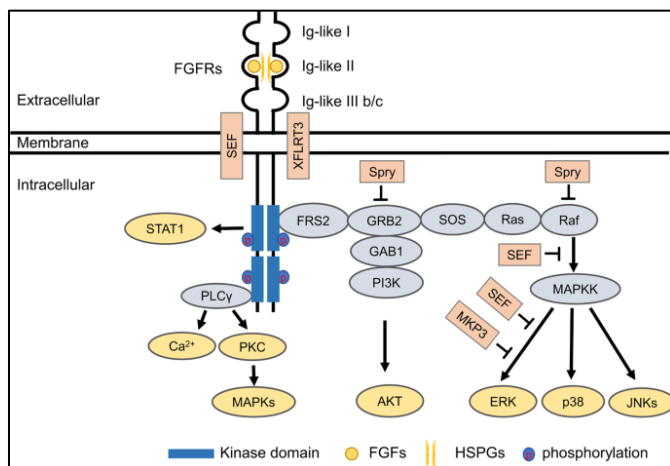 Ig-like I
FGFRs
Ig-like II
Extracellular
Ig-like III b/c
Membrane
SEF
XFLRT3
Intracellular
Spry
Spry
STAT1
FRS2
GRB2
SOS
Ras
Raf
P
P
GAB1
SEF
PI3K
P
P
PLCγ
MAPKK
SEF
MKP3
Ca²⁺
PKC
MAPKs
AKT
ERK
p38
JNKs
Kinase domain
FGFs
HSPGs
P
phosphorylation